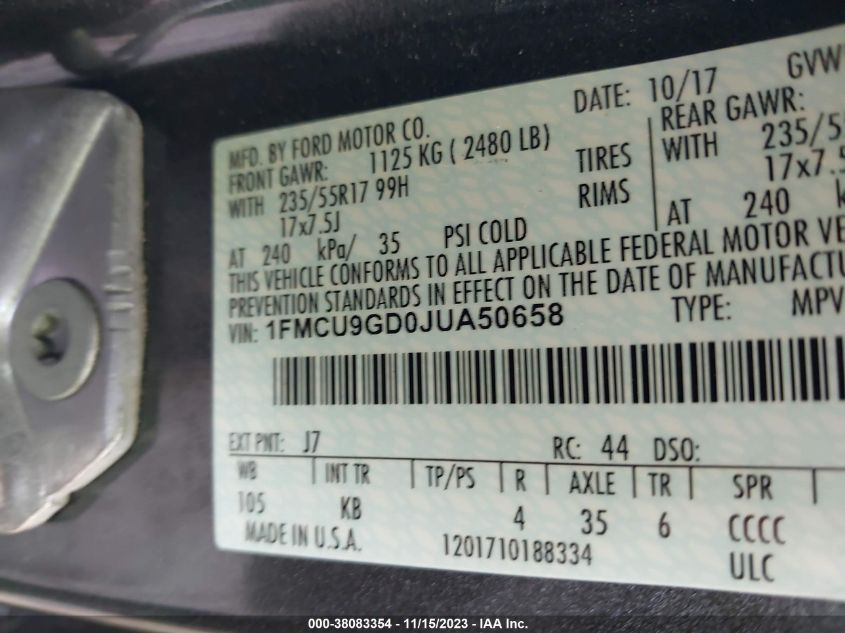 DATE: 10/17 GVW
MFD. BY FORD MOTOR CO.
FRONT GAWR: 1125 KG ( 2480 LB) REAR GAWR:
WITH 235/55R17 99H TIRES WITH 235/5
17x7.5J RIMS 17x7.5
AT 240 kPa/ 35 PSI COLD AT 240 k
THIS VEHICLE CONFORMS TO ALL APPLICABLE FEDERAL MOTOR VE
PREVENTION STANDARDS IN EFFECT ON THE DATE OF MANUFACTU
VIN: 1FMCU9GD0JUA50658 TYPE: MPV
EXT PNT: J7 RC: 44 DSO:
WB INT TR TP/PS R AXLE TR SPR
105 KB 4 35 6 CCCC
MADE IN U.S.A. 1201710188334 ULC
000-38083354 - 11/15/2023 - IAA Inc.